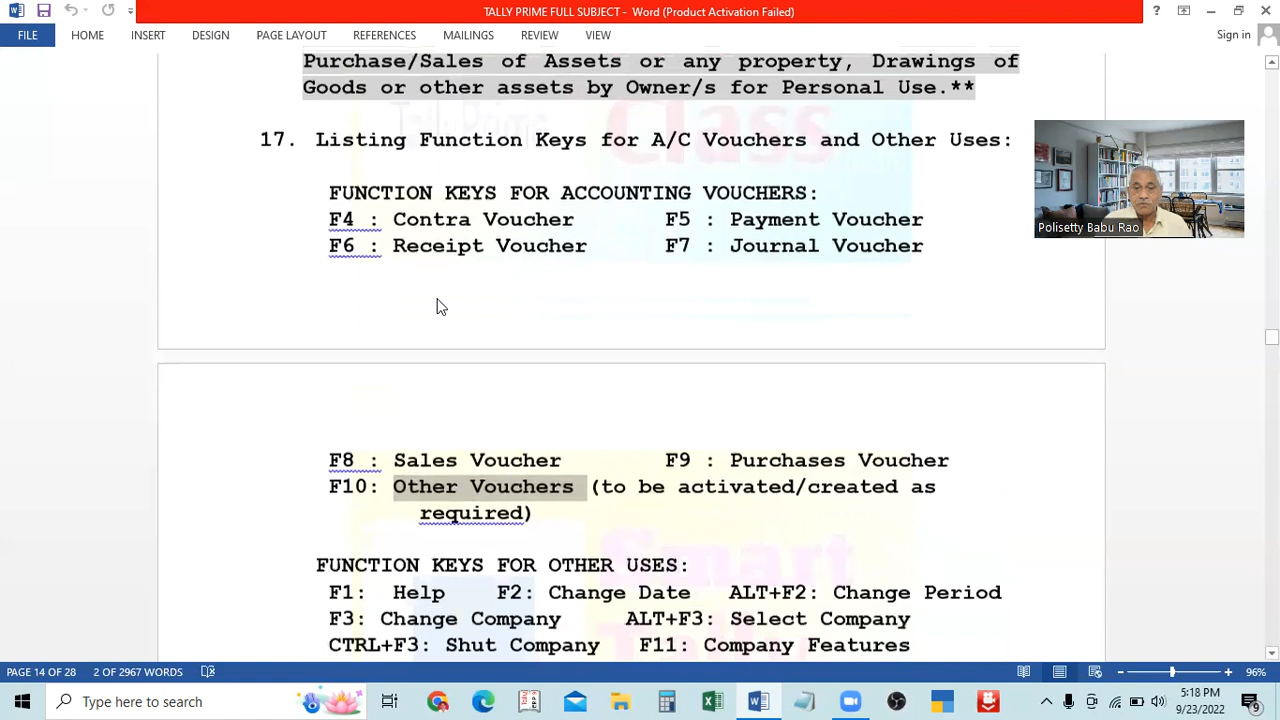 TALLY PRIME FULL SUBJECT - Word (Product Activation Failed)
FILE HOME INSERT DESIGN PAGE LAYOUT REFERENCES MAILINGS REVIEW VIEW Sign in
Purchase/Sales of Assets or any property, Drawings of
Goods or other assets by Owner/s for Personal Use.**
TallyPrime Class
17. Listing Function Keys for A/C Vouchers and Other Uses:
Polisetty Babu Rao
FUNCTION KEYS FOR ACCOUNTING VOUCHERS:
F4 : Contra Voucher F5 : Payment Voucher
F6 : Receipt Voucher F7 : Journal Voucher
F8 : Sales Voucher F9 : Purchases Voucher
F10: Other Vouchers (to be activated/created as
required)
Smart
FUNCTION KEYS FOR OTHER USES:
F1: Help F2: Change Date ALT+F2: Change Period
F3: Change Company ALT+F3: Select Company
CTRL+F3: Shut Company F11: Company Features
PAGE 14 OF 28 2 OF 2967 WORDS 96%
Type here to search
5:18 PM
9/23/2022
9